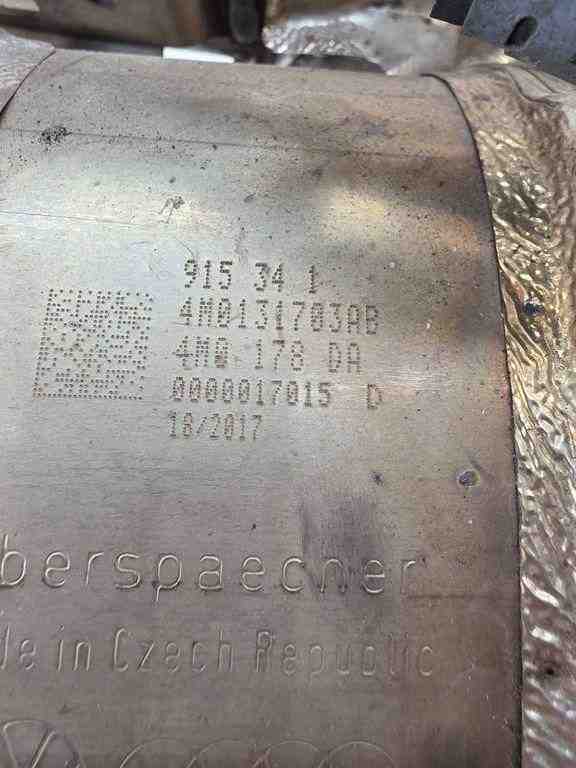 915 34 1
4M0131703AB
4M0 178 DA
0000017015 D
18/2017
berspaecher
de in Czech Republic